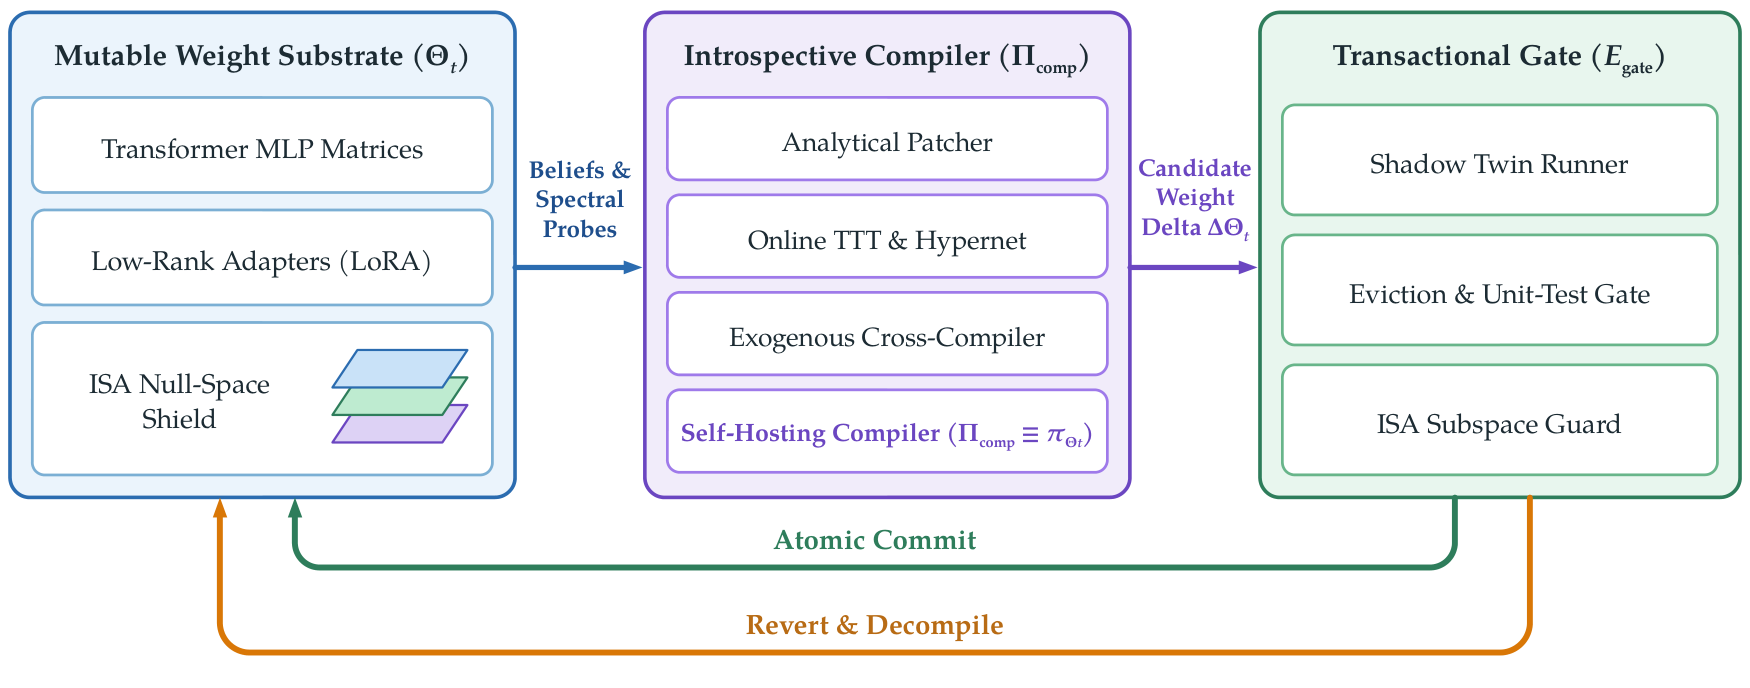 Mutable Weight Substrate (Θt)
Transformer MLP Matrices
Low-Rank Adapters (LoRA)
ISA Null-Space
Shield
Beliefs &
Spectral
Probes
Introspective Compiler (Πcomp)
Analytical Patcher
Online TTT & Hypernet
Exogenous Cross-Compiler
Self-Hosting Compiler (Πcomp ≡ πΘt)
Candidate
Weight
Delta ΔΘt
Transactional Gate (Egate)
Shadow Twin Runner
Eviction & Unit-Test Gate
ISA Subspace Guard
Atomic Commit
Revert & Decompile